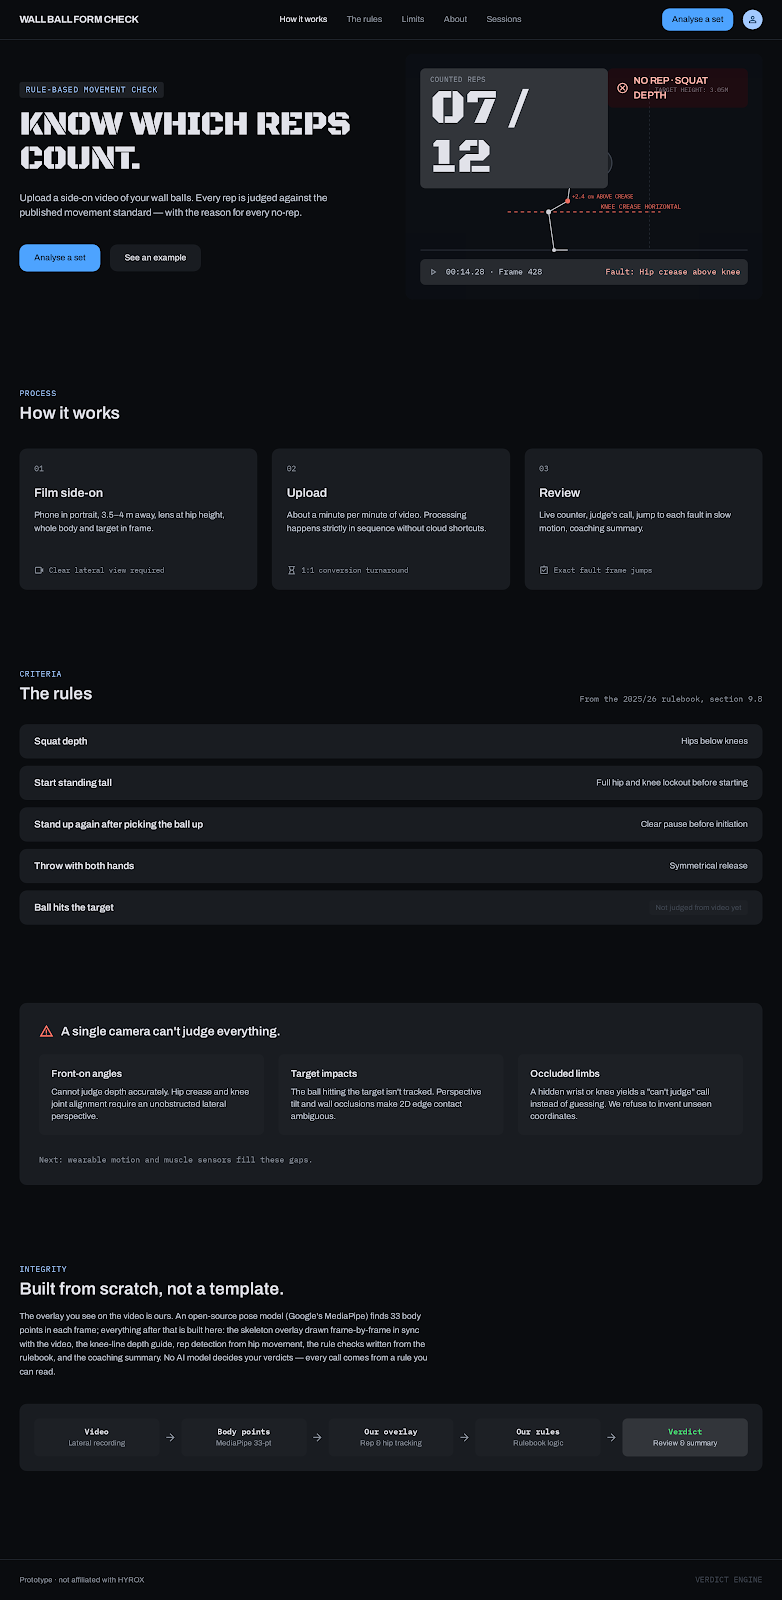 WALL BALL FORM CHECK
How it works
The rules
Limits
About
Sessions
Analyse a set
RULE-BASED MOVEMENT CHECK
KNOW WHICH REPS
COUNT.
Upload a side-on video of your wall balls. Every rep is judged against the
published movement standard — with the reason for every no-rep.
Analyse a set
See an example
COUNTED REPS
07 /
12
NO REP · SQUAT
DEPTH
TARGET HEIGHT: 3.05M
+2.4 cm ABOVE CREASE
KNEE CREASE HORIZONTAL
00:14.28 · Frame 428
Fault: Hip crease above knee
PROCESS
How it works
01
Film side-on
Phone in portrait, 3.5–4 m away, lens at hip height,
whole body and target in frame.
Clear lateral view required
02
Upload
About a minute per minute of video. Processing
happens strictly in sequence without cloud shortcuts.
1:1 conversion turnaround
03
Review
Live counter, judge's call, jump to each fault in slow
motion, coaching summary.
Exact fault frame jumps
CRITERIA
The rules
From the 2025/26 rulebook, section 9.8
Squat depth
Hips below knees
Start standing tall
Full hip and knee lockout before starting
Stand up again after picking the ball up
Clear pause before initiation
Throw with both hands
Symmetrical release
Ball hits the target
Not judged from video yet
A single camera can't judge everything.
Front-on angles
Cannot judge depth accurately. Hip crease and knee
joint alignment require an unobstructed lateral
perspective.
Target impacts
The ball hitting the target isn't tracked. Perspective
tilt and wall occlusions make 2D edge contact
ambiguous.
Occluded limbs
A hidden wrist or knee yields a "can't judge" call
instead of guessing. We refuse to invent unseen
coordinates.
Next: wearable motion and muscle sensors fill these gaps.
INTEGRITY
Built from scratch, not a template.
The overlay you see on the video is ours. An open-source pose model (Google's MediaPipe) finds 33 body
points in each frame; everything after that is built here: the skeleton overlay drawn frame-by-frame in sync
with the video, the knee-line depth guide, rep detection from hip movement, the rule checks written from the
rulebook, and the coaching summary. No AI model decides your verdicts — every call comes from a rule you
can read.
Video
Lateral recording
Body points
MediaPipe 33-pt
Our overlay
Rep & hip tracking
Our rules
Rulebook logic
Verdict
Review & summary
Prototype · not affiliated with HYROX
VERDICT ENGINE